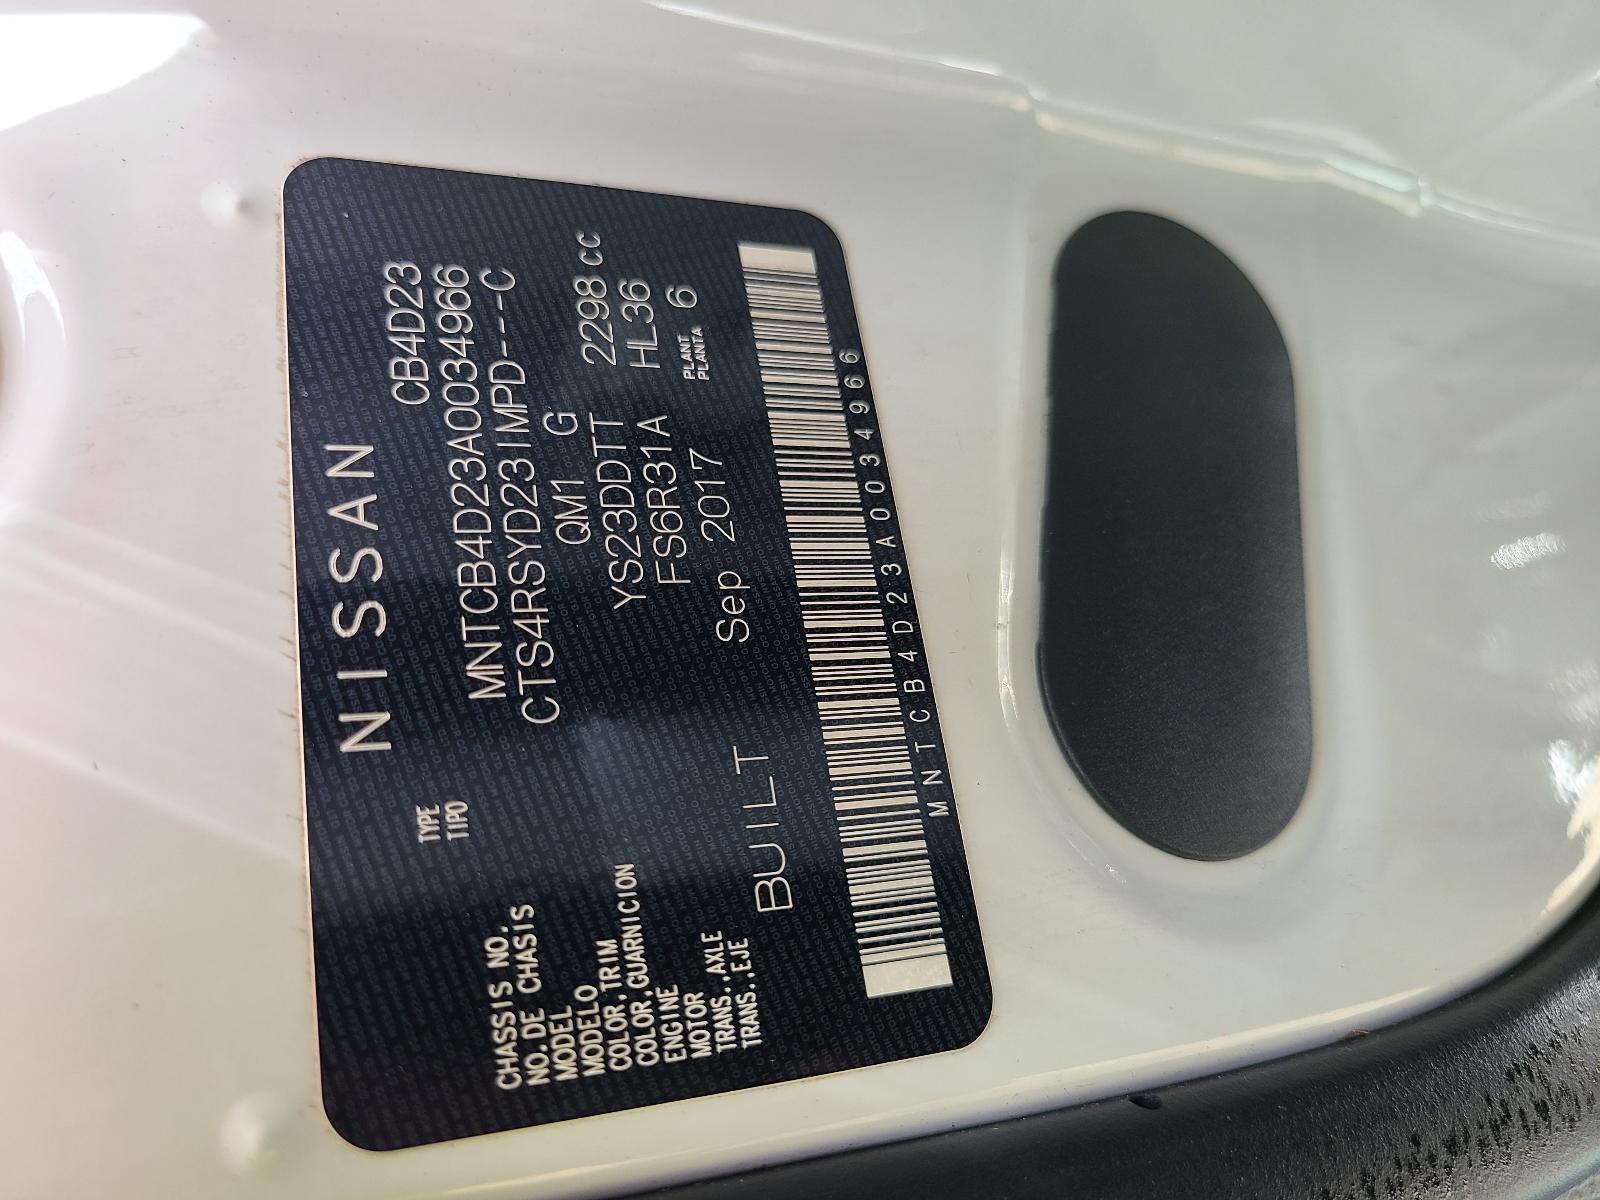 NISSAN
TYPE CB4D23
TIPO
CHASSIS NO. MNTCB4D23A0034966
NO. DE CHASIS
MODEL CTS4RSYD23IMPD----C
MODELO
COLOR, TRIM QM1 G
COLOR, GUARNICION
ENGINE YS23DDTT 2298 CC
MOTOR
TRANS., AXLE FS6R31A HL36
TRANS., EJE
PLANT 6
PLANTA
BUILT Sep 2017
MNTCB4D23A0034966